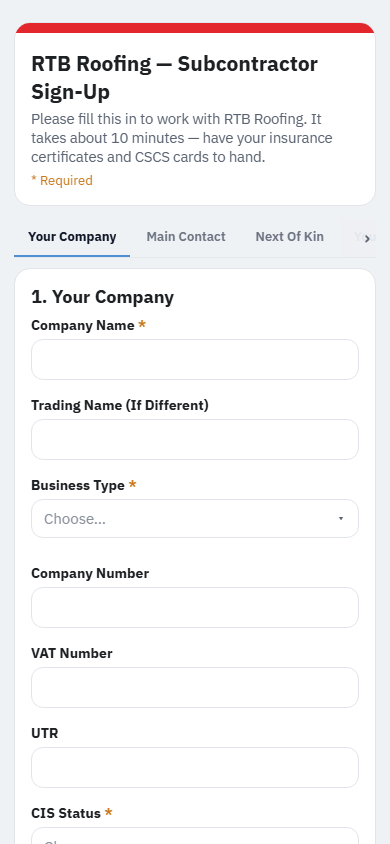 RTB Roofing — Subcontractor
Sign-Up
Please fill this in to work with RTB Roofing. It
takes about 10 minutes — have your insurance
certificates and CSCS cards to hand.
* Required
Your Company
Main Contact
Next Of Kin
1. Your Company
Company Name *
Trading Name (If Different)
Business Type *
Choose...
Company Number
VAT Number
UTR
CIS Status *